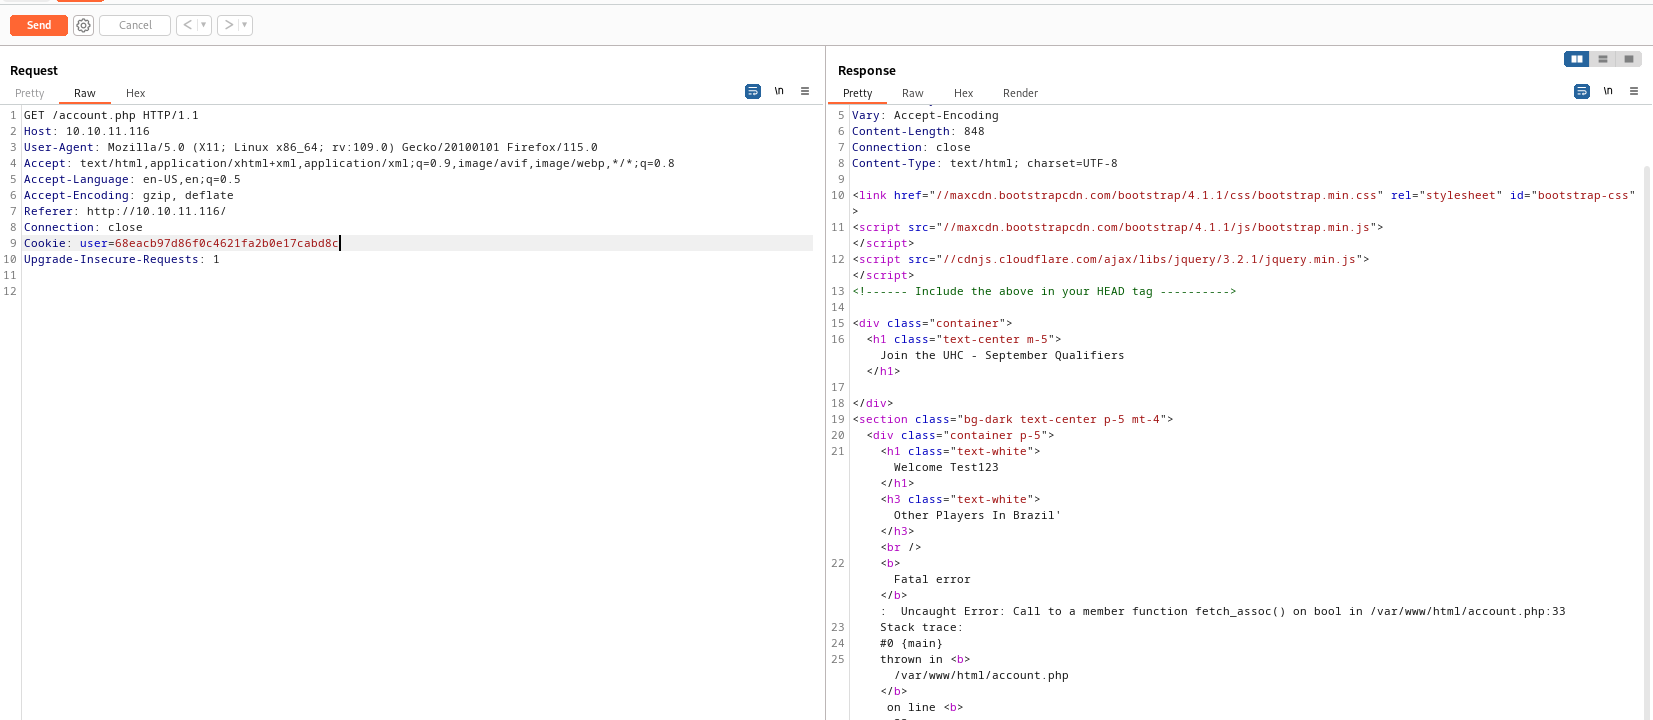 Send Cancel < >
Request
Pretty Raw Hex \n
1 GET /account.php HTTP/1.1
2 Host: 10.10.11.116
3 User-Agent: Mozilla/5.0 (X11; Linux x86_64; rv:109.0) Gecko/20100101 Firefox/115.0
4 Accept: text/html,application/xhtml+xml,application/xml;q=0.9,image/avif,image/webp,*/*;q=0.8
5 Accept-Language: en-US,en;q=0.5
6 Accept-Encoding: gzip, deflate
7 Referer: http://10.10.11.116/
8 Connection: close
9 Cookie: user=68eacb97d86f0c4621fa2b0e17cabd8c
10 Upgrade-Insecure-Requests: 1
11
12
Response
Pretty Raw Hex Render \n
5 Vary: Accept-Encoding
6 Content-Length: 848
7 Connection: close
8 Content-Type: text/html; charset=UTF-8
9
10 <link href="//maxcdn.bootstrapcdn.com/bootstrap/4.1.1/css/bootstrap.min.css" rel="stylesheet" id="bootstrap-css"
>
11 <script src="//maxcdn.bootstrapcdn.com/bootstrap/4.1.1/js/bootstrap.min.js">
</script>
12 <script src="//cdnjs.cloudflare.com/ajax/libs/jquery/3.2.1/jquery.min.js">
</script>
13 <!------ Include the above in your HEAD tag ---------->
14
15 <div class="container">
16 <h1 class="text-center m-5">
Join the UHC - September Qualifiers
</h1>
17
18 </div>
19 <section class="bg-dark text-center p-5 mt-4">
20 <div class="container p-5">
21 <h1 class="text-white">
Welcome Test123
</h1>
<h3 class="text-white">
Other Players In Brazil'
</h3>
<br />
22 <b>
Fatal error
</b>
: Uncaught Error: Call to a member function fetch_assoc() on bool in /var/www/html/account.php:33
23 Stack trace:
24 #0 {main}
25 thrown in <b>
/var/www/html/account.php
</b>
on line <b>